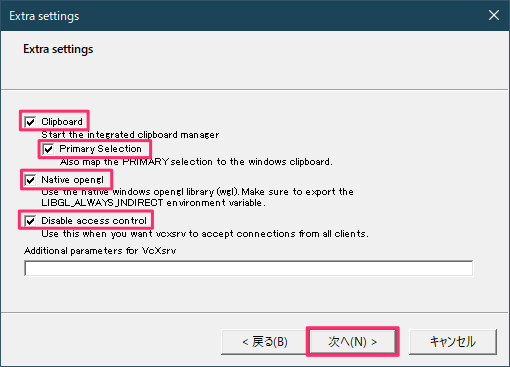 Extra settings
Extra settings
Clipboard
Start the integrated clipboard manager
Primary Selection
Also map the PRIMARY selection to the windows clipboard.
Native opengl
Use the native windows opengl library (wgl). Make sure to export the
LIBGL_ALWAYS_INDIRECT environment variable.
Disable access control
Use this when you want vcxsrv to accept connections from all clients.
Additional parameters for VcXsrv
< 戻る(B)
次へ(N) >
キャンセル